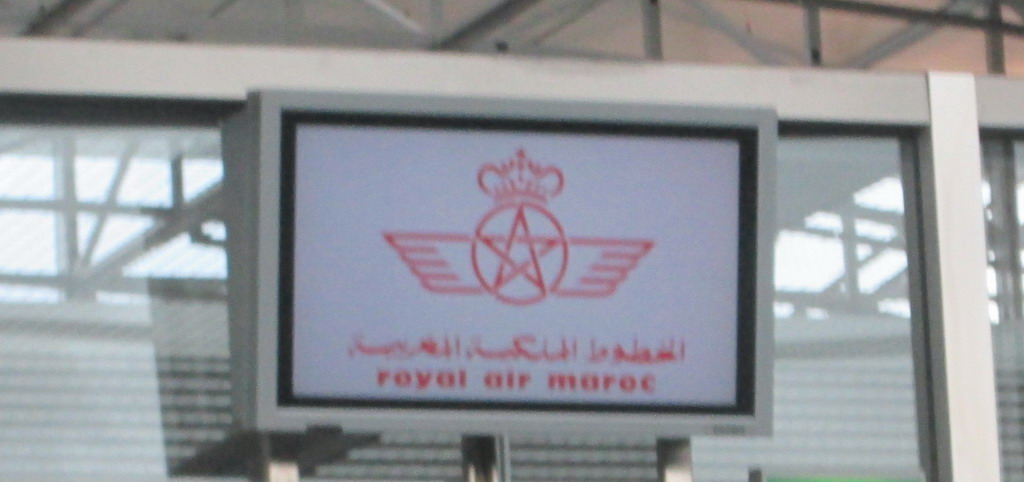 الخطوط الملكية المغربية
royal air maroc